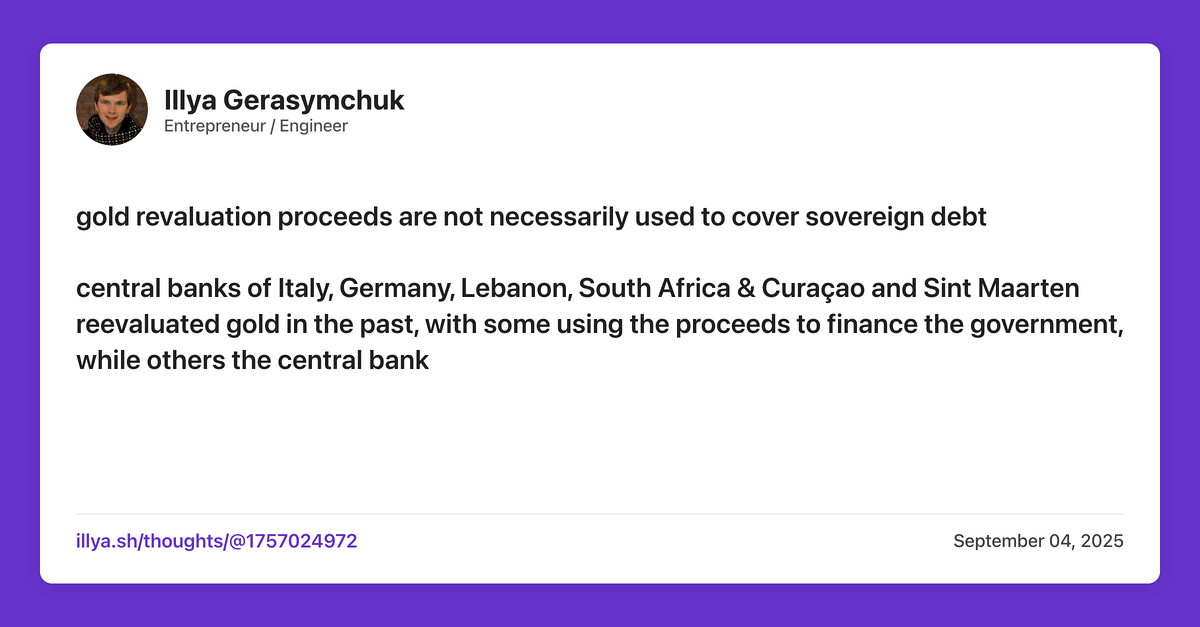 Illya Gerasymchuk
Entrepreneur / Engineer
gold revaluation proceeds are not necessarily used to cover sovereign debt
central banks of Italy, Germany, Lebanon, South Africa & Curaçao and Sint Maarten
reevaluated gold in the past, with some using the proceeds to finance the government,
while others the central bank
illya.sh/thoughts/@1757024972
September 04, 2025